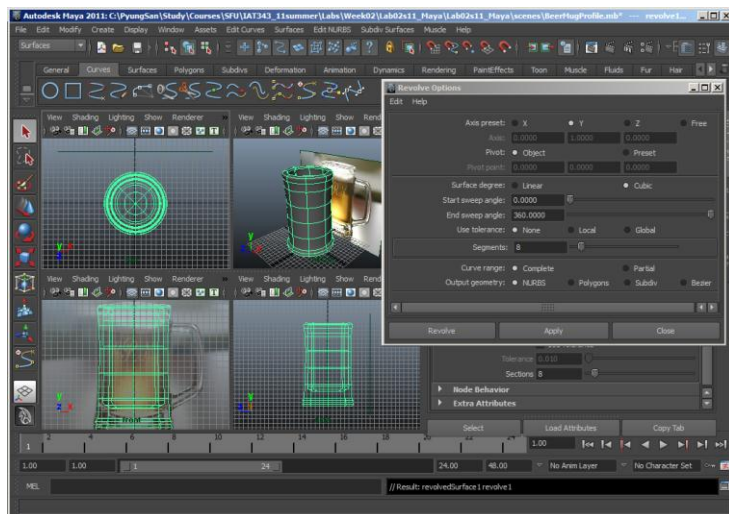 Autodesk Maya 2011: C:\PyungSan\Study\Courses\SFU\IAT343_11summer\Labs\Week02\Lab02s11_Maya\Lab02s11_Maya\scenes\BeerMugProfile.mb* --- revolve1...
File Edit Modify Create Display Window Assets Edit Curves Surfaces Edit NURBS Subdiv Surfaces Muscle Help
Surfaces
General Curves Surfaces Polygons Subdivs Deformation Animation Dynamics Rendering PaintEffects Toon Muscle Fluids Fur Hair
Revolve Options
Edit Help
View Shading Lighting Show Renderer View Shading Lighting Show Rend
Axis preset: X Y Z Free
Axis: 0.0000 1.0000 0.0000
Pivot: Object Preset
Pivot point: 0.0000 0.0000 0.0000
Surface degree: Linear Cubic
Start sweep angle: 0.0000
End sweep angle: 360.0000
Use tolerance: None Local Global
Segments: 8
Curve range: Complete Partial
Output geometry: NURBS Polygons Subdiv Bezier
View Shading Lighting Show Renderer View Shading Lighting Show Rend
Revolve Apply Close
Tolerance 0.010
Sections 8
Node Behavior
Extra Attributes
front
Select Load Attributes Copy Tab
1 2 4 6 8 10 12 14 16 18 20 22 24 1.00
1.00 1.00 1 24 24.00 48.00 No Anim Layer No Character Set
MEL // Result: revolvedSurface1 revolve1